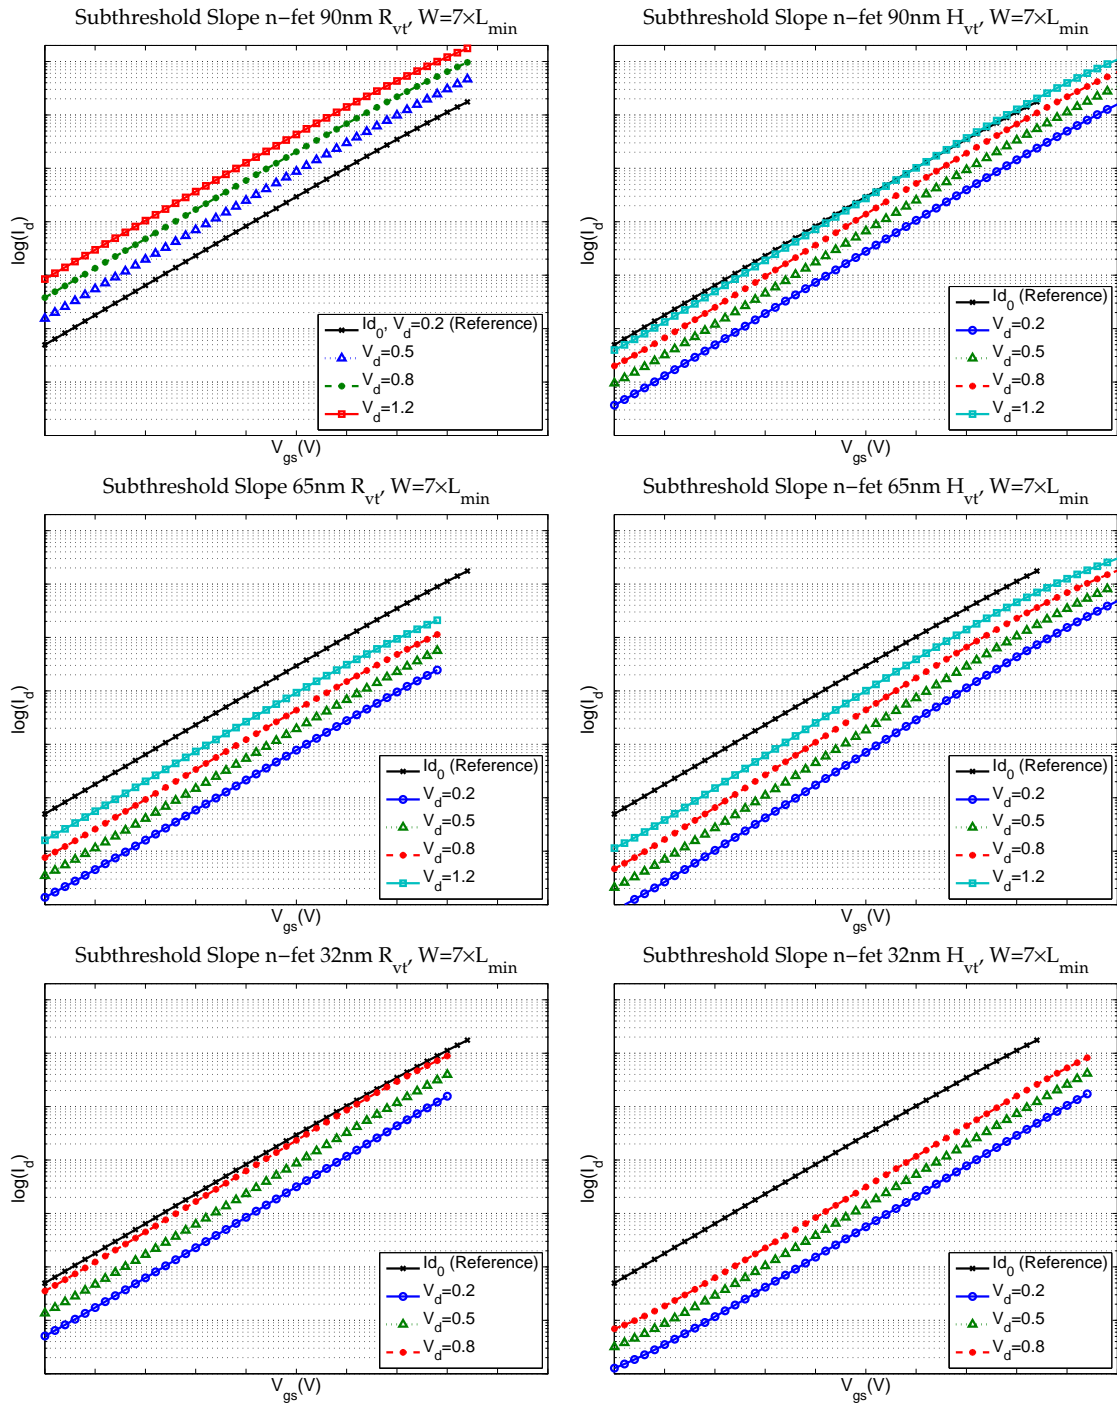 Subthreshold Slope n−fet 90nm R_vt, W=7×L_min
log(I_d)
Id_0, V_d=0.2 (Reference)
V_d=0.5
V_d=0.8
V_d=1.2
V_gs(V)
Subthreshold Slope n−fet 90nm H_vt, W=7×L_min
log(I_d)
Id_0 (Reference)
V_d=0.2
V_d=0.5
V_d=0.8
V_d=1.2
V_gs(V)
Subthreshold Slope 65nm R_vt, W=7×L_min
log(I_d)
Id_0 (Reference)
V_d=0.2
V_d=0.5
V_d=0.8
V_d=1.2
V_gs(V)
Subthreshold Slope n−fet 65nm H_vt, W=7×L_min
log(I_d)
Id_0 (Reference)
V_d=0.2
V_d=0.5
V_d=0.8
V_d=1.2
V_gs(V)
Subthreshold Slope n−fet 32nm R_vt, W=7×L_min
log(I_d)
Id_0 (Reference)
V_d=0.2
V_d=0.5
V_d=0.8
V_gs(V)
Subthreshold Slope n−fet 32nm H_vt, W=7×L_min
log(I_d)
Id_0 (Reference)
V_d=0.2
V_d=0.5
V_d=0.8
V_gs(V)